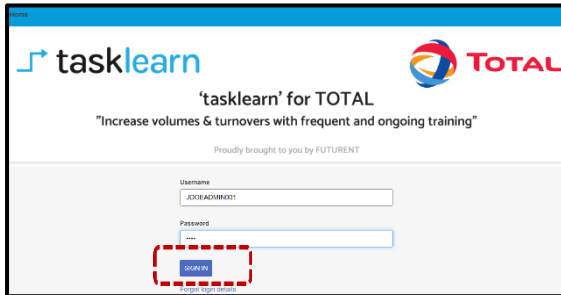 Home
tasklearn
TOTAL
‘tasklearn’ for TOTAL
"Increase volumes & turnovers with frequent and ongoing training"
Proudly brought to you by FUTURENT
Username
JDOEADMIN001
Password
····
SIGN IN
Forgot login details